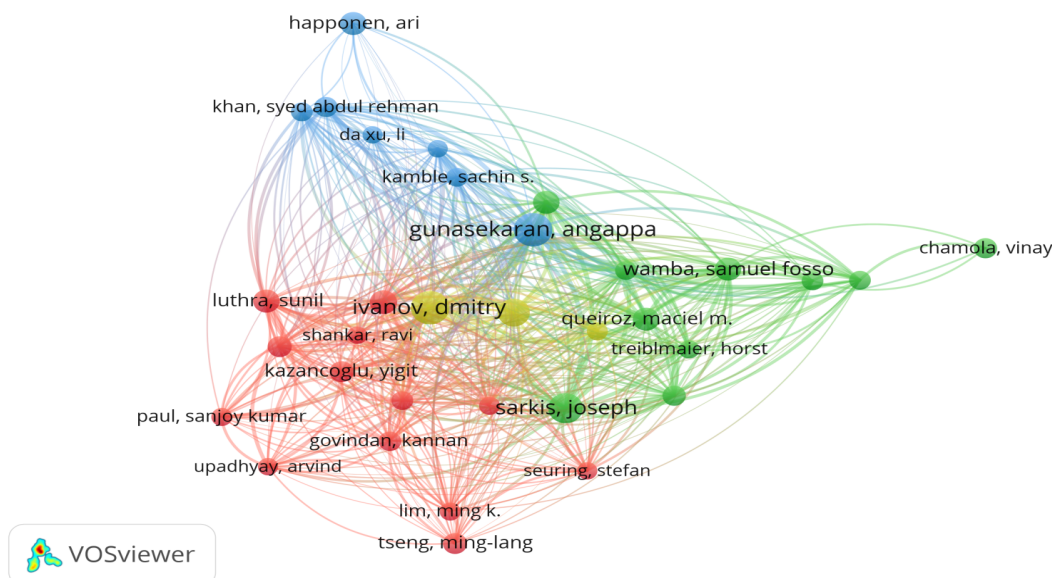 happonen, ari
khan, syed abdul rehman
da xu, li
kamble, sachin s.
gunasekaran, angappa
chamola, vinay
wamba, samuel fosso
luthra, sunil
ivanov, dmitry
queiroz, maciel m.
shankar, ravi
treiblmaier, horst
kazancoglu, yigit
sarkis, joseph
paul, sanjoy kumar
govindan, kannan
upadhyay, arvind
seuring, stefan
lim, ming k.
tseng, ming-lang
VOSviewer